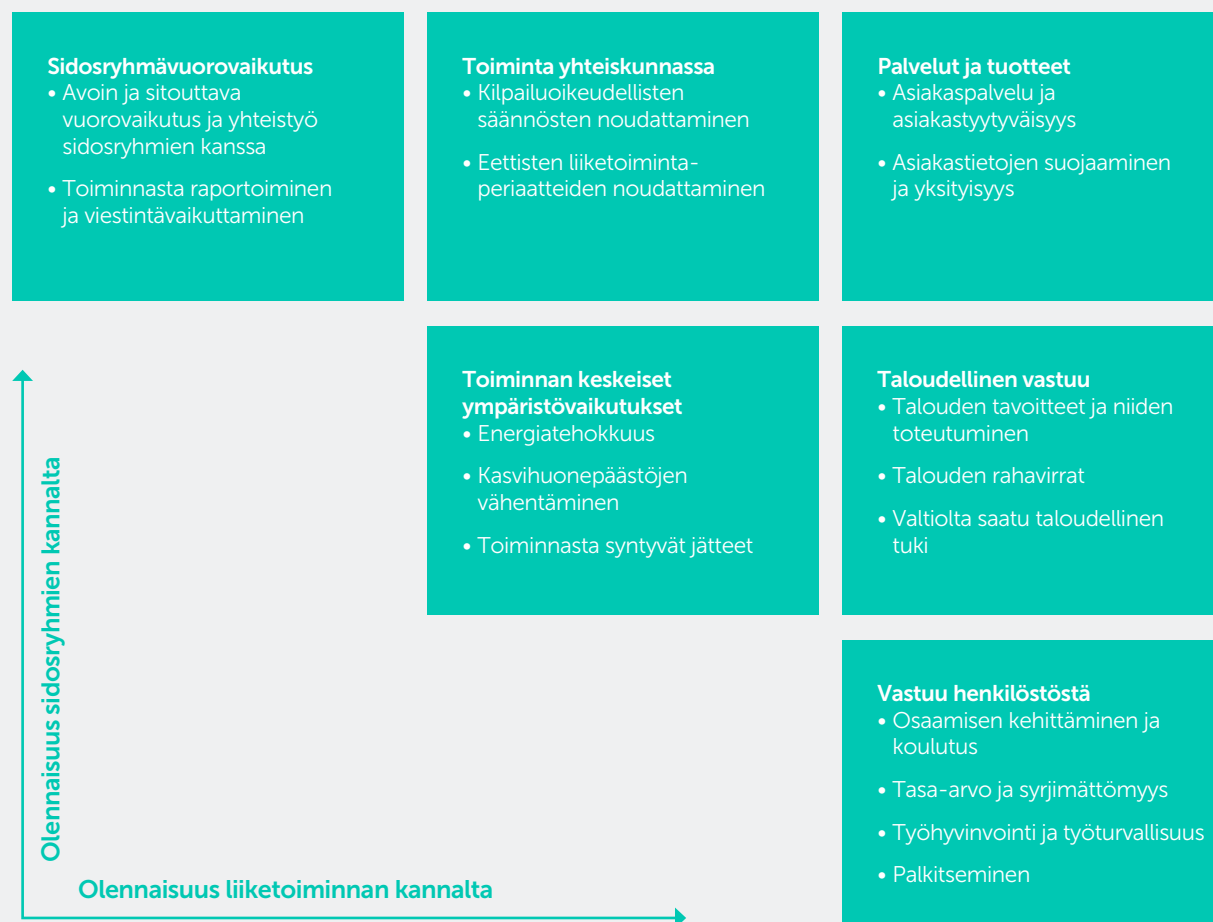 Sidosryhmävuorovaikutus
• Avoin ja sitouttava
vuorovaikutus ja yhteistyö
sidosryhmien kanssa
• Toiminnasta raportoiminen
ja viestintävaikuttaminen
Toiminta yhteiskunnassa
• Kilpailuoikeudellisten
säännösten noudattaminen
• Eettisten liiketoiminta-
periaatteiden noudattaminen
Palvelut ja tuotteet
• Asiakaspalvelu ja
asiakastyytyväisyys
• Asiakastietojen suojaaminen
ja yksityisyys
Toiminnan keskeiset
ympäristövaikutukset
• Energiatehokkuus
• Kasvihuonepäästöjen
vähentäminen
• Toiminnasta syntyvät jätteet
Taloudellinen vastuu
• Talouden tavoitteet ja niiden
toteutuminen
• Talouden rahavirrat
• Valtiolta saatu taloudellinen
tuki
Vastuu henkilöstöstä
• Osaamisen kehittäminen ja
koulutus
• Tasa-arvo ja syrjimättömyys
• Työhyvinvointi ja työturvallisuus
• Palkitseminen
Olennaisuus sidosryhmien kannalta
Olennaisuus liiketoiminnan kannalta